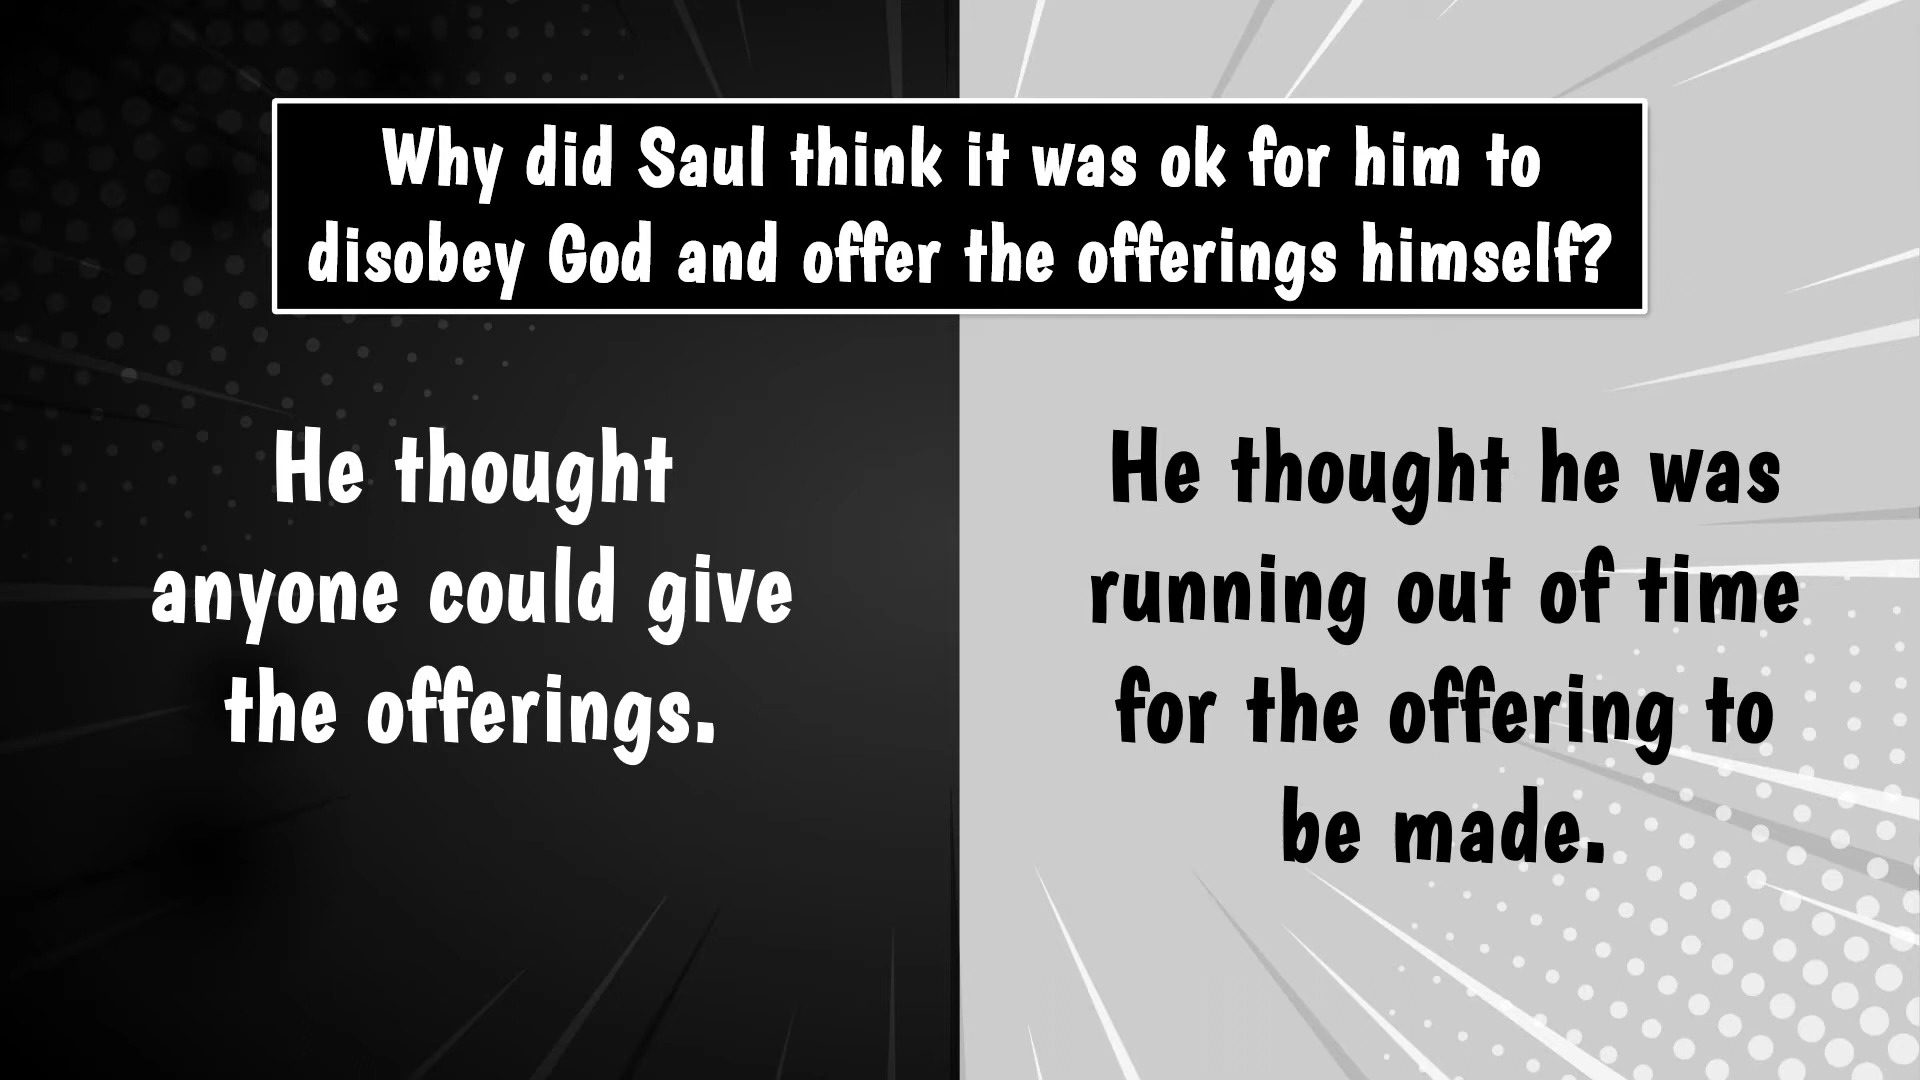 Why did Saul think it was ok for him to
disobey God and offer the offerings himself?
He thought
anyone could give
the offerings.
He thought he was
running out of time
for the offering to
be made.